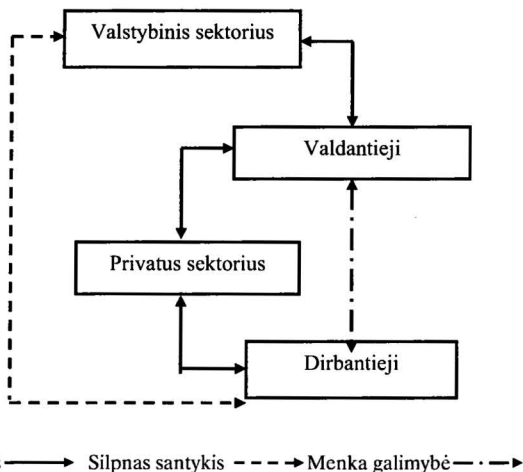 Valstybinis sektorius
Valdantieji
Privatus sektorius
Dirbantieji
Silpnas santykis Menka galimybė